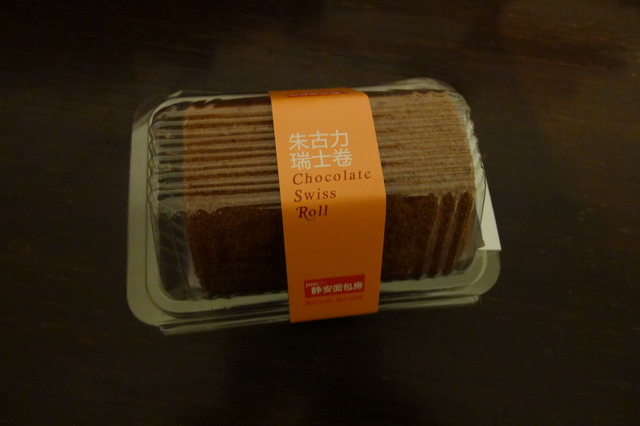 朱古力
瑞士卷
Chocolate
Swiss
Roll
静安面包房